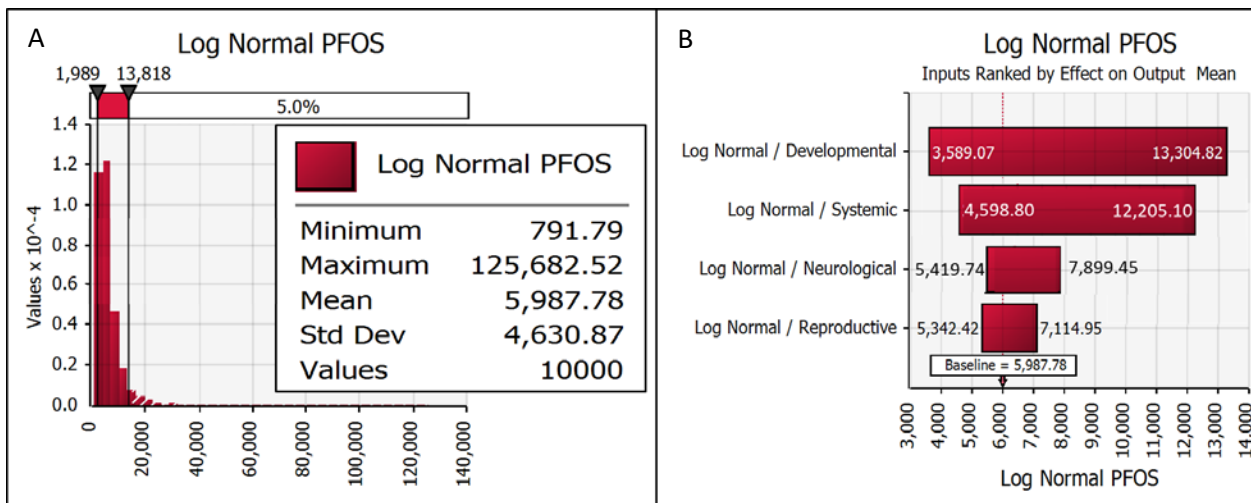 A
Log Normal PFOS
1,989 13,818
5.0%
1.4
1.2
1.0
0.8
0.6
0.4
0.2
0.0
Values x 10^-4
0 20,000 40,000 60,000 80,000 100,000 120,000 140,000
Log Normal PFOS
Minimum 791.79
Maximum 125,682.52
Mean 5,987.78
Std Dev 4,630.87
Values 10000
B
Log Normal PFOS
Inputs Ranked by Effect on Output Mean
Log Normal / Developmental 3,589.07 13,304.82
Log Normal / Systemic 4,598.80 12,205.10
Log Normal / Neurological 5,419.74 7,899.45
Log Normal / Reproductive 5,342.42 7,114.95
Baseline = 5,987.78
3,000 4,000 5,000 6,000 7,000 8,000 9,000 10,000 11,000 12,000 13,000 14,000
Log Normal PFOS